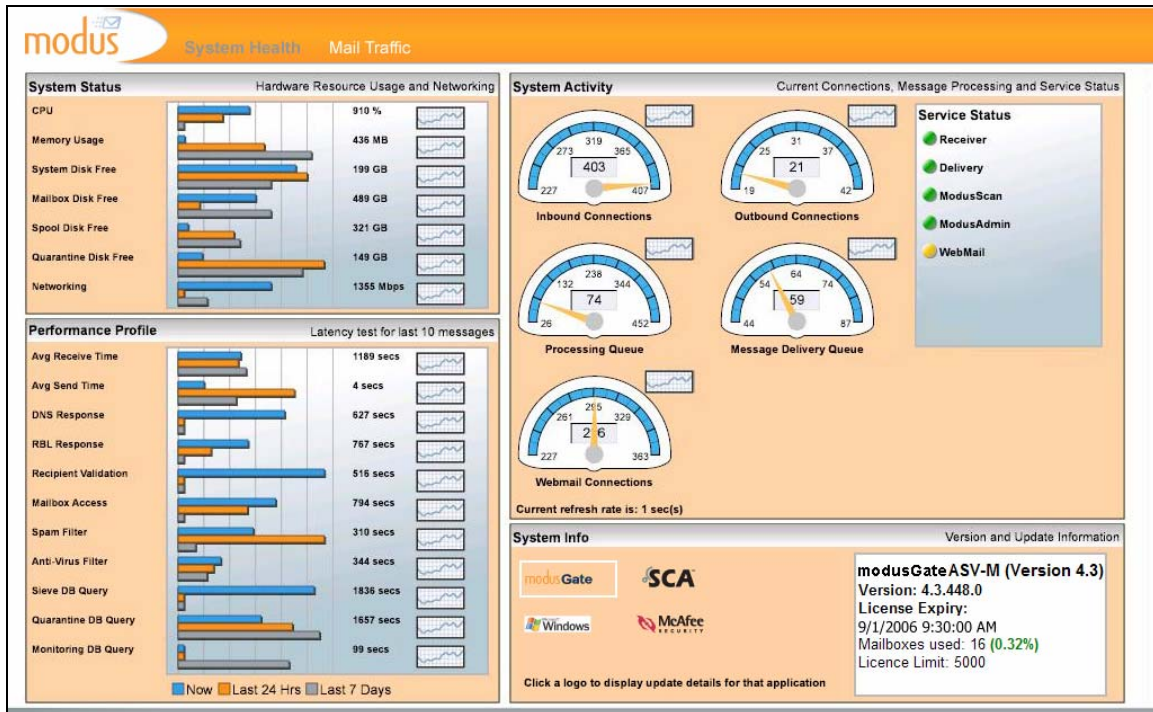 modus
System Health Mail Traffic
System Status Hardware Resource Usage and Networking
CPU 910 %
Memory Usage 436 MB
System Disk Free 199 GB
Mailbox Disk Free 489 GB
Spool Disk Free 321 GB
Quarantine Disk Free 149 GB
Networking 1355 Mbps
Performance Profile Latency test for last 10 messages
Avg Receive Time 1189 secs
Avg Send Time 4 secs
DNS Response 627 secs
RBL Response 767 secs
Recipient Validation 516 secs
Mailbox Access 794 secs
Spam Filter 310 secs
Anti-Virus Filter 344 secs
Sieve DB Query 1836 secs
Quarantine DB Query 1657 secs
Monitoring DB Query 99 secs
Now Last 24 Hrs Last 7 Days
System Activity Current Connections, Message Processing and Service Status
227 273 319 365 407
403
Inbound Connections
19 25 31 37 42
21
Outbound Connections
26 132 238 344 452
74
Processing Queue
44 54 64 74 87
59
Message Delivery Queue
227 261 295 329 363
Webmail Connections
Current refresh rate is: 1 sec(s)
Service Status
Receiver
Delivery
ModusScan
ModusAdmin
WebMail
System Info Version and Update Information
modusGate
SCA
Microsoft Windows
McAfee
SECURITY
Click a logo to display update details for that application
modusGateASV-M (Version 4.3)
Version: 4.3.448.0
License Expiry:
9/1/2006 9:30:00 AM
Mailboxes used: 16 (0.32%)
Licence Limit: 5000